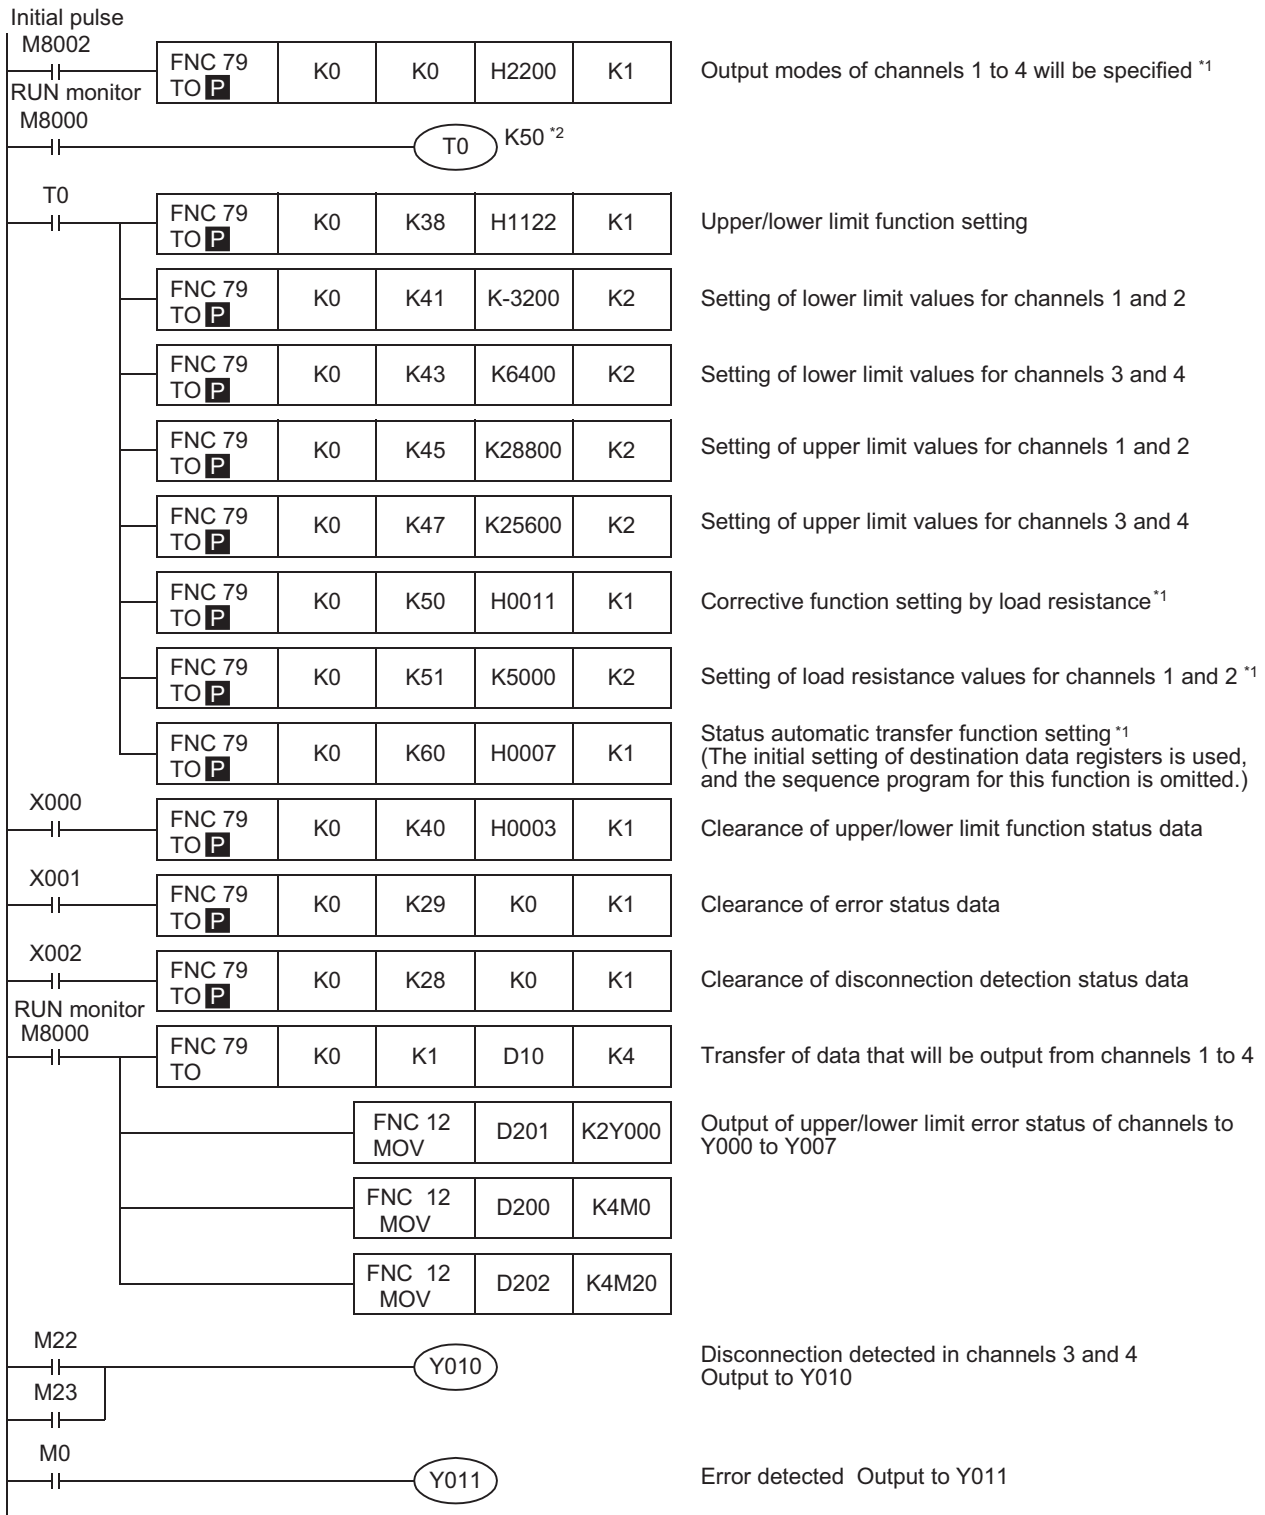 Initial pulse
M8002
FNC 79 TO P K0 K0 H2200 K1 Output modes of channels 1 to 4 will be specified *1
RUN monitor
M8000
T0 K50 *2
T0
FNC 79 TO P K0 K38 H1122 K1 Upper/lower limit function setting
FNC 79 TO P K0 K41 K-3200 K2 Setting of lower limit values for channels 1 and 2
FNC 79 TO P K0 K43 K6400 K2 Setting of lower limit values for channels 3 and 4
FNC 79 TO P K0 K45 K28800 K2 Setting of upper limit values for channels 1 and 2
FNC 79 TO P K0 K47 K25600 K2 Setting of upper limit values for channels 3 and 4
FNC 79 TO P K0 K50 H0011 K1 Corrective function setting by load resistance *1
FNC 79 TO P K0 K51 K5000 K2 Setting of load resistance values for channels 1 and 2 *1
FNC 79 TO P K0 K60 H0007 K1 Status automatic transfer function setting *1
(The initial setting of destination data registers is used,
and the sequence program for this function is omitted.)
X000
FNC 79 TO P K0 K40 H0003 K1 Clearance of upper/lower limit function status data
X001
FNC 79 TO P K0 K29 K0 K1 Clearance of error status data
X002
FNC 79 TO P K0 K28 K0 K1 Clearance of disconnection detection status data
RUN monitor
M8000
FNC 79 TO K0 K1 D10 K4 Transfer of data that will be output from channels 1 to 4
FNC 12 MOV D201 K2Y000 Output of upper/lower limit error status of channels to
Y000 to Y007
FNC 12 MOV D200 K4M0
FNC 12 MOV D202 K4M20
M22
Y010 Disconnection detected in channels 3 and 4
Output to Y010
M23
M0
Y011 Error detected Output to Y011